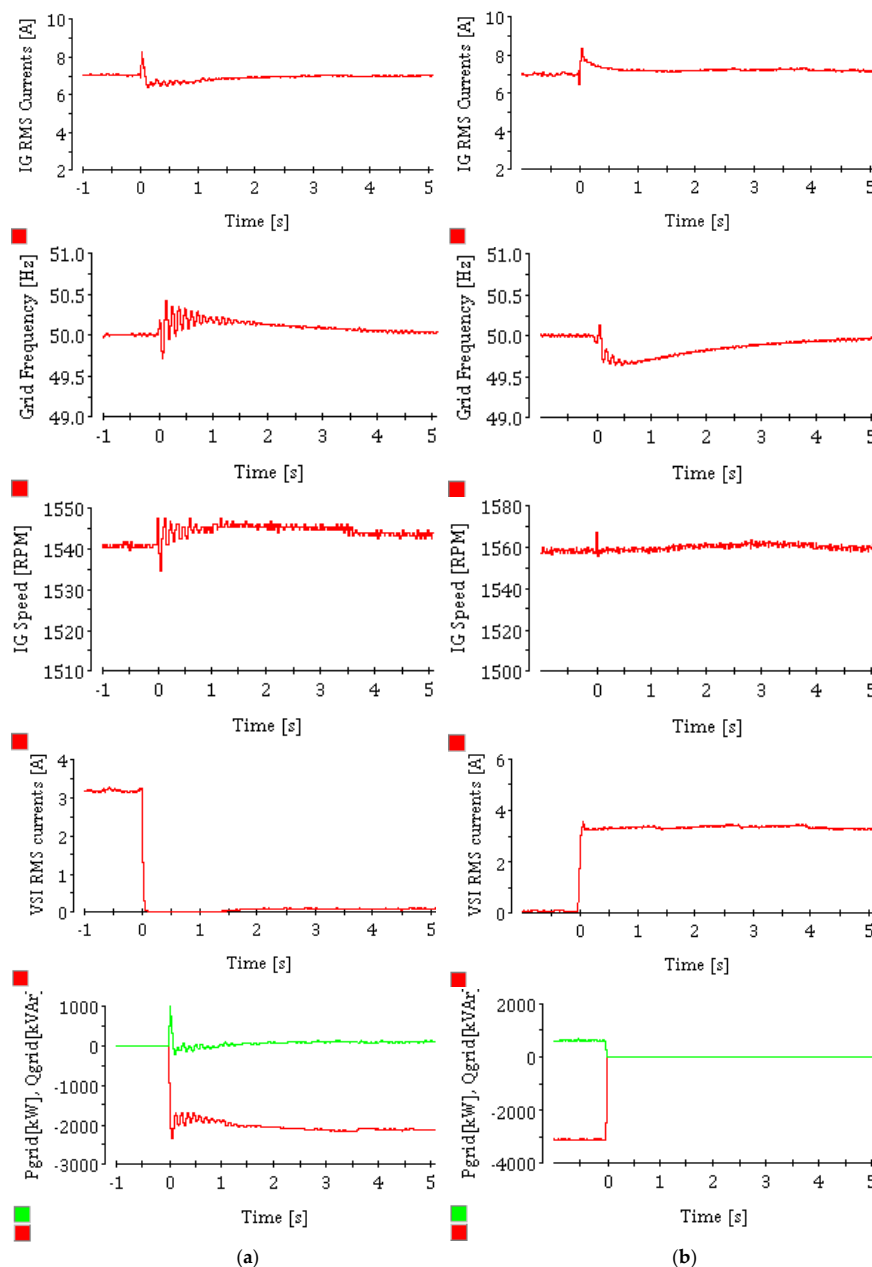 IG RMS Currents [A]
10
8
6
4
2
-1 0 1 2 3 4 5
Time [s]
IG RMS Currents [A]
10
8
6
4
2
0 1 2 3 4 5
Time [s]
Grid Frequency [Hz]
51.0
50.5
50.0
49.5
49.0
-1 0 1 2 3 4 5
Time [s]
Grid Frequency [Hz]
51.0
50.5
50.0
49.5
49.0
0 1 2 3 4 5
Time [s]
IG Speed [RPM]
1550
1540
1530
1520
1510
-1 0 1 2 3 4 5
Time [s]
IG Speed [RPM]
1580
1560
1540
1520
1500
0 1 2 3 4 5
Time [s]
VSI RMS currents [A]
4
3
2
1
0
-1 0 1 2 3 4 5
Time [s]
VSI RMS currents [A]
6
4
2
0
0 1 2 3 4 5
Time [s]
Pgrid[kW], Qgrid[kVAr]
1000
0
-1000
-2000
-3000
-1 0 1 2 3 4 5
Time [s]
Pgrid[kW], Qgrid[kVAr]
2000
0
-2000
-4000
0 1 2 3 4 5
Time [s]
(a)
(b)